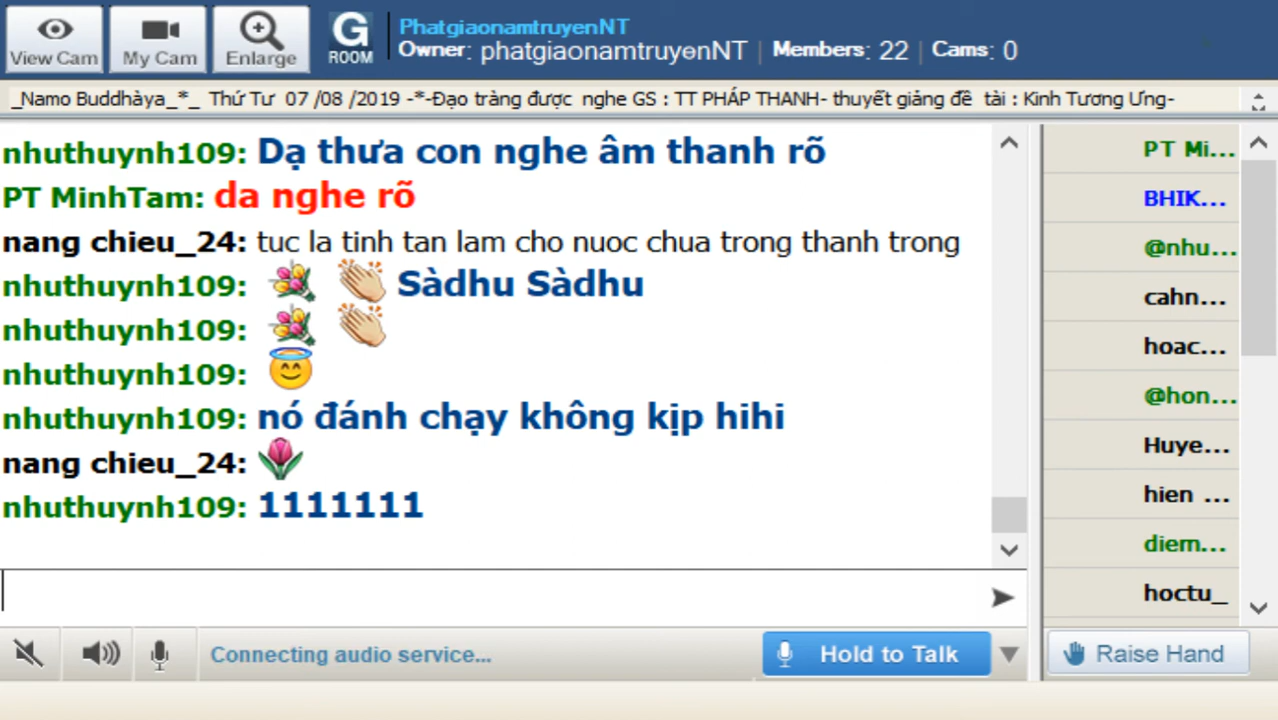 View Cam
My Cam
Enlarge
G
ROOM
PhatgiaonamtruyenNT
Owner: phatgiaonamtruyenNT | Members: 22 | Cams: 0
_Namo Buddhàya_*_ Thứ Tư 07 /08 /2019 -*-Đạo tràng được nghe GS : TT PHÁP THANH- thuyết giảng đề tài : Kinh Tương Ưng-
nhuthuynh109: Dạ thưa con nghe âm thanh rõ
PT MinhTam: da nghe rõ
nang chieu_24: tuc la tinh tan lam cho nuoc chua trong thanh trong
nhuthuynh109: Sàdhu Sàdhu
nhuthuynh109:
nhuthuynh109:
nhuthuynh109: nó đánh chạy không kịp hihi
nang chieu_24:
nhuthuynh109: 1111111
PT Mi...
BHIK...
@nhu...
cahn...
hoac...
@hon...
Huye...
hien ...
diem...
hoctu_
Connecting audio service...
Hold to Talk
Raise Hand